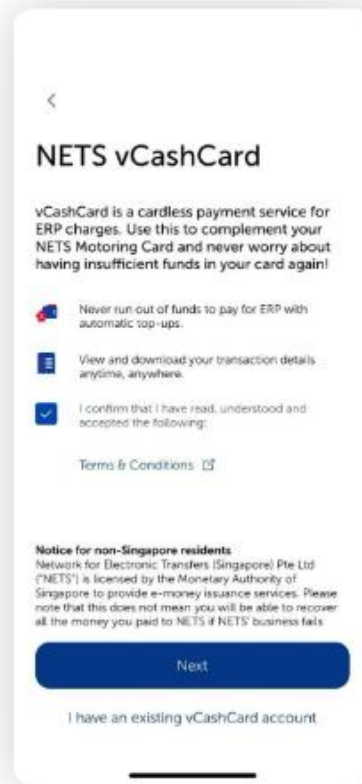 NETS vCashCard
vCashCard is a cardless payment service for
ERP charges. Use this to complement your
NETS Motoring Card and never worry about
having insufficient funds in your card again!
Never run out of funds to pay for ERP with
automatic top-ups.
View and download your transaction details
anytime, anywhere.
I confirm that I have read, understood and
accepted the following:
Terms & Conditions
Notice for non-Singapore residents
Network for Electronic Transfers (Singapore) Pte Ltd
("NETS") is licensed by the Monetary Authority of
Singapore to provide e-money issuance services. Please
note that this does not mean you will be able to recover
all the money you paid to NETS if NETS' business fails
Next
I have an existing vCashCard account